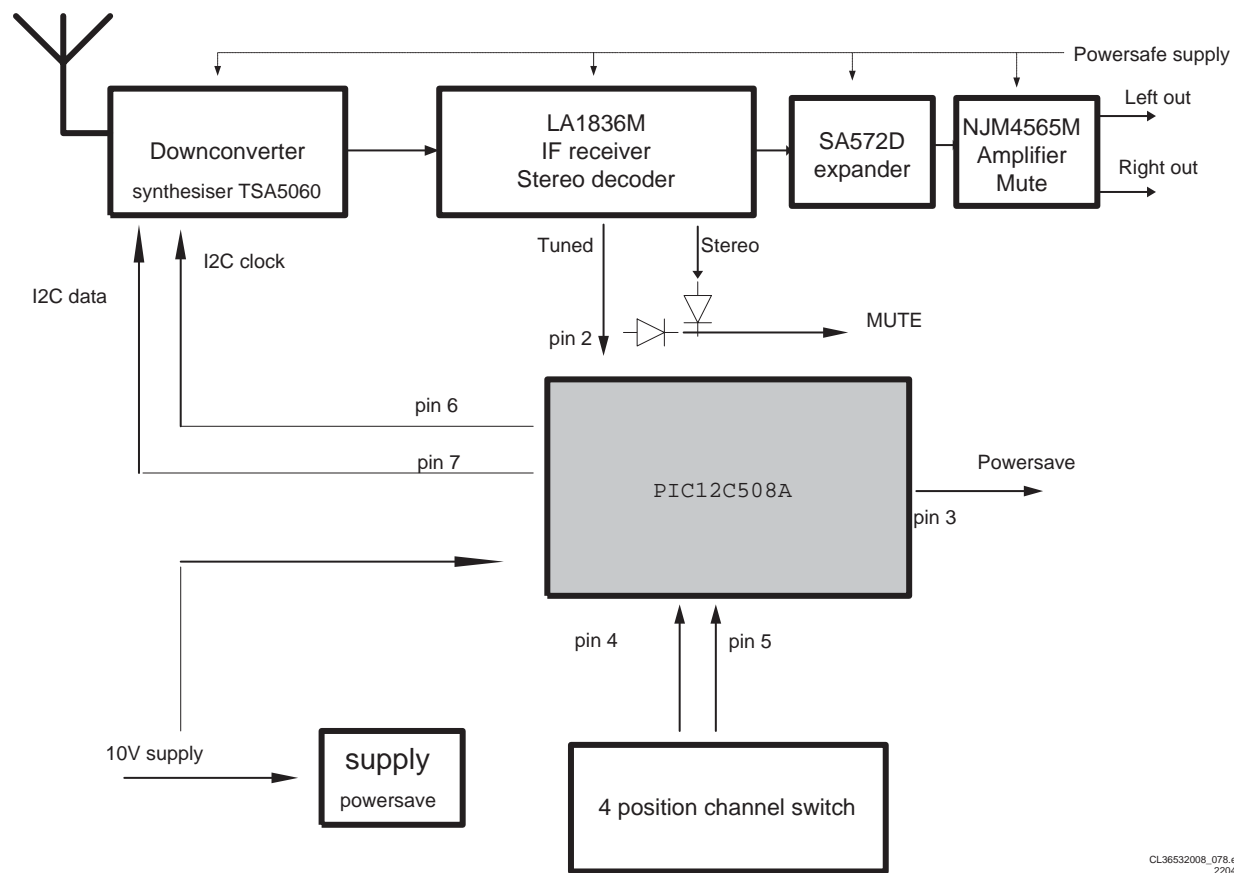 Powersafe supply
Downconverter
synthesiser TSA5060
LA1836M
IF receiver
Stereo decoder
SA572D
expander
NJM4565M
Amplifier
Mute
Left out
Right out
Tuned
Stereo
I2C clock
I2C data
pin 2
MUTE
pin 6
pin 7
PIC12C508A
Powersave
pin 3
pin 4
pin 5
10V supply
supply
powersave
4 position channel switch
CL36532008_078.e
2204